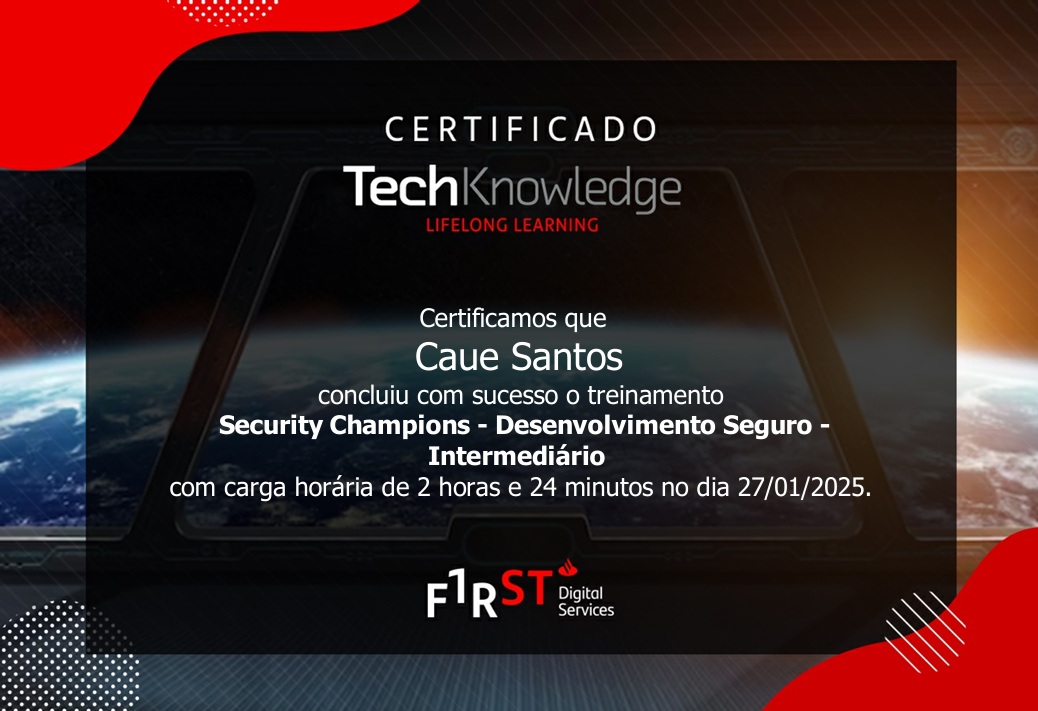 CERTIFICADO
TechKnowledge
LIFELONG LEARNING
Certificamos que
Caue Santos
concluiu com sucesso o treinamento
Security Champions - Desenvolvimento Seguro -
Intermediário
com carga horária de 2 horas e 24 minutos no dia 27/01/2025.
F1RST Digital
Services